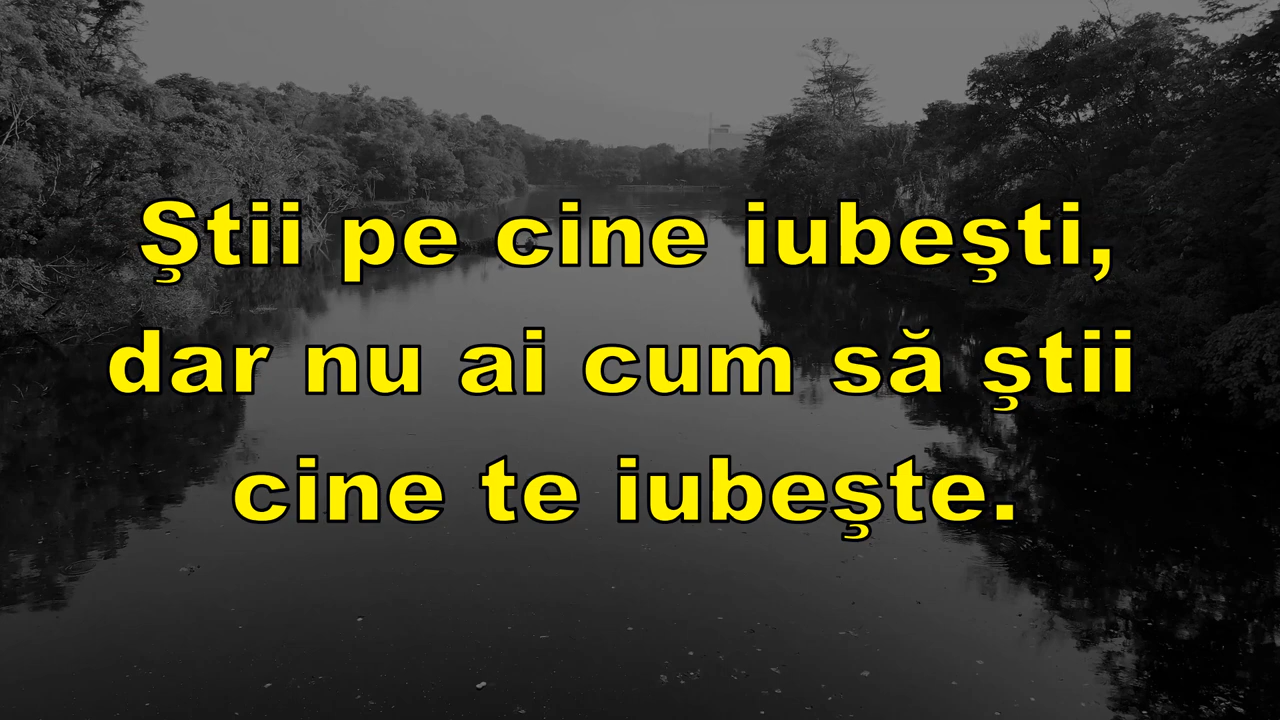 Ştii pe cine iubeşti,
dar nu ai cum să ştii
cine te iubeşte.